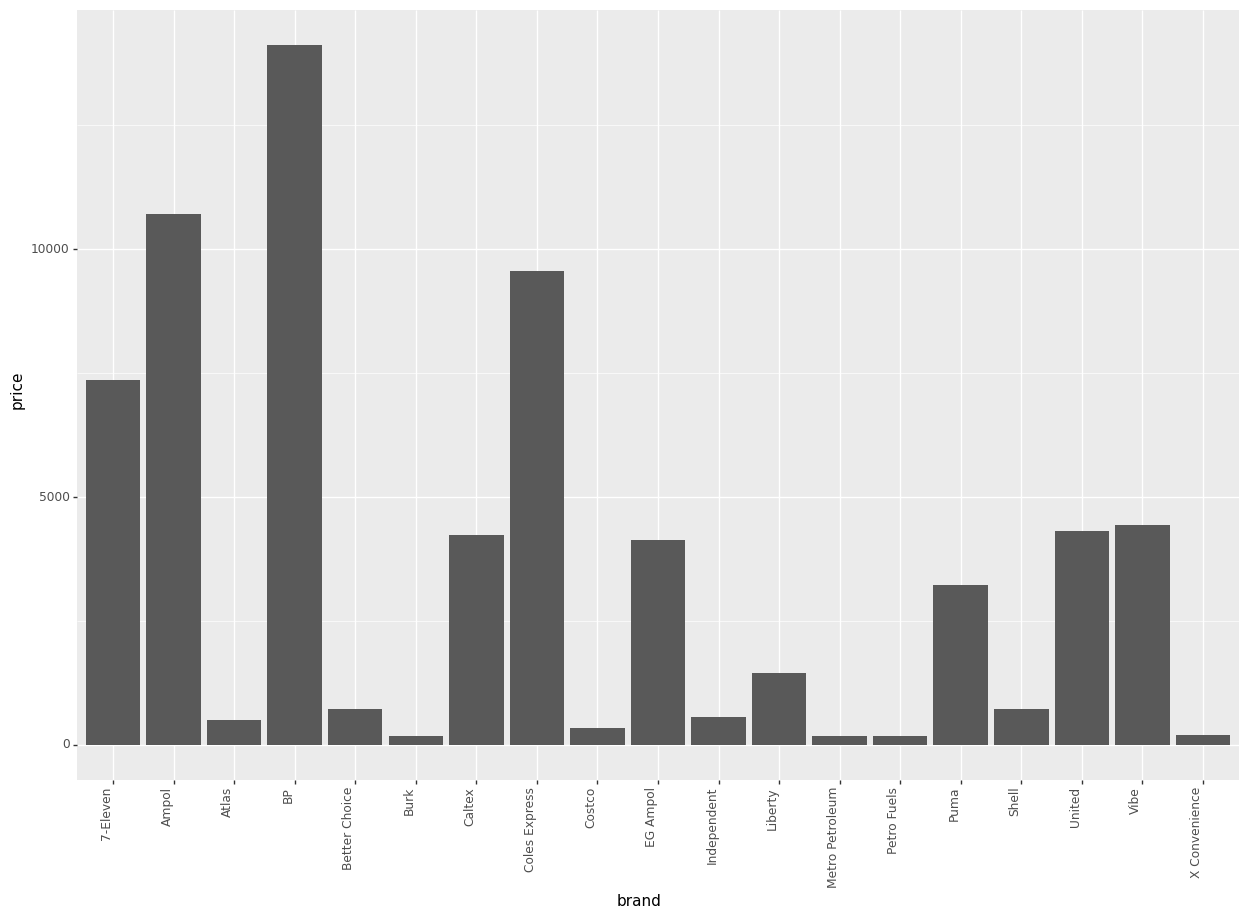 price
10000
5000
0
7-Eleven
Ampol
Atlas
BP
Better Choice
Burk
Caltex
Coles Express
Costco
EG Ampol
Independent
Liberty
Metro Petroleum
Petro Fuels
Puma
Shell
United
Vibe
X Convenience
brand